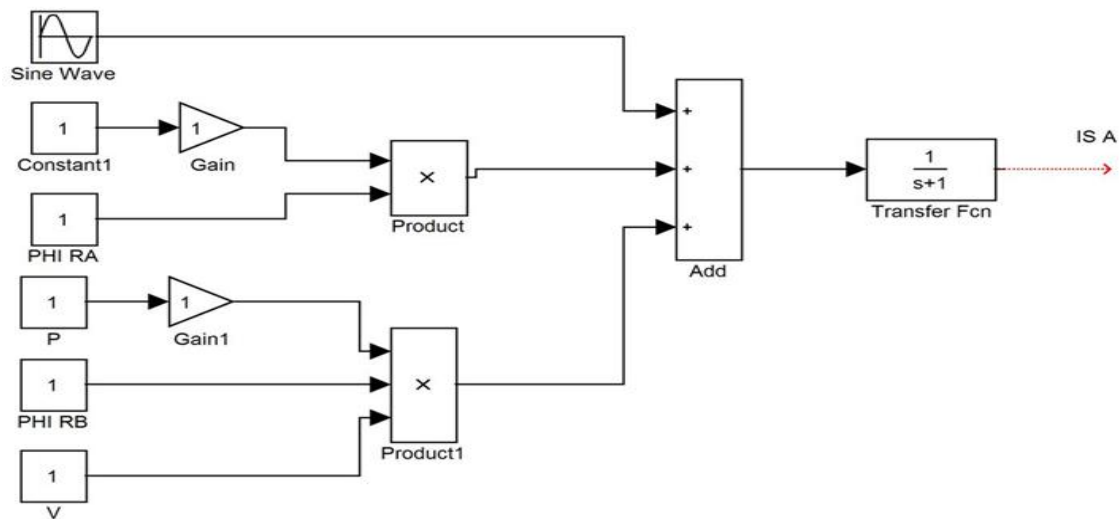 Sine Wave
1
Constant1
1
Gain
1
PHI RA
×
Product
1
P
1
Gain1
1
PHI RB
1
V
×
Product1
+
+
+
Add
1
s+1
Transfer Fcn
IS A